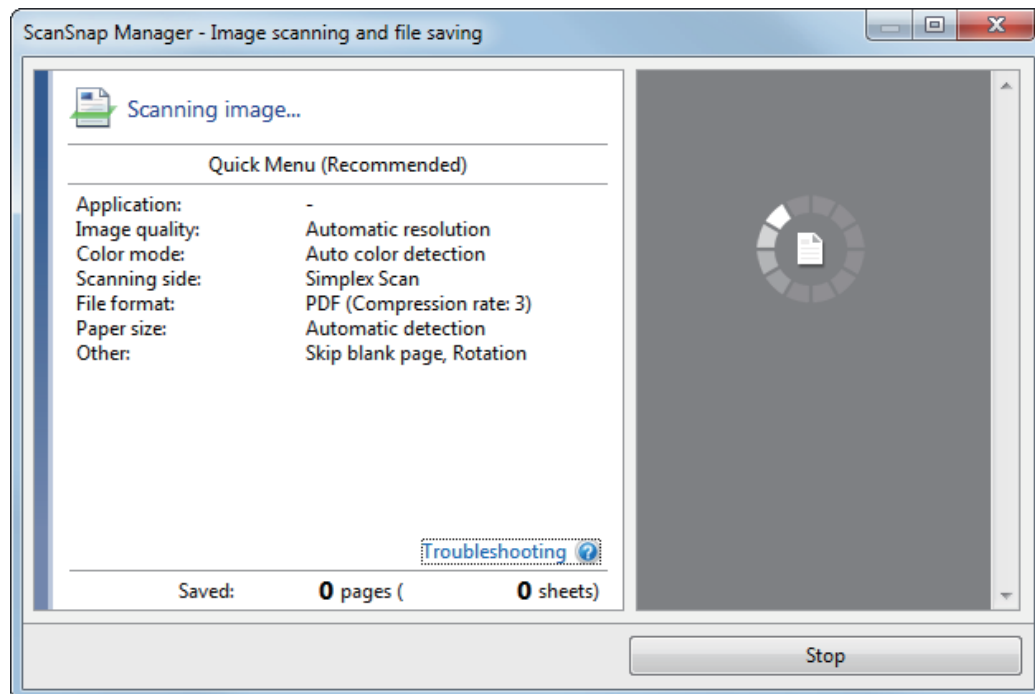 ScanSnap Manager - Image scanning and file saving
Scanning image...
Quick Menu (Recommended)
Application: -
Image quality: Automatic resolution
Color mode: Auto color detection
Scanning side: Simplex Scan
File format: PDF (Compression rate: 3)
Paper size: Automatic detection
Other: Skip blank page, Rotation
Troubleshooting ?
Saved: 0 pages ( 0 sheets)
Stop